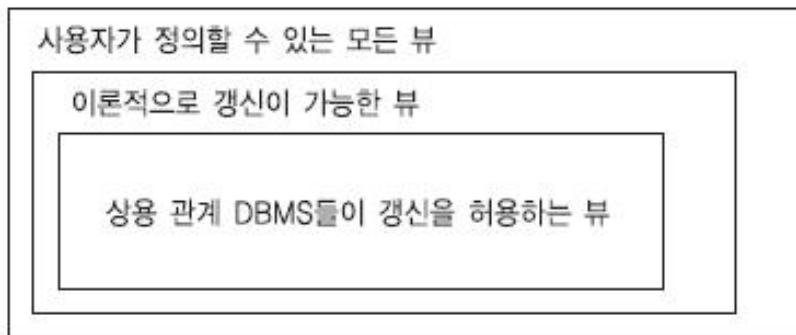 사용자가 정의할 수 있는 모든 뷰
이론적으로 갱신이 가능한 뷰
상용 관계 DBMS들이 갱신을 허용하는 뷰